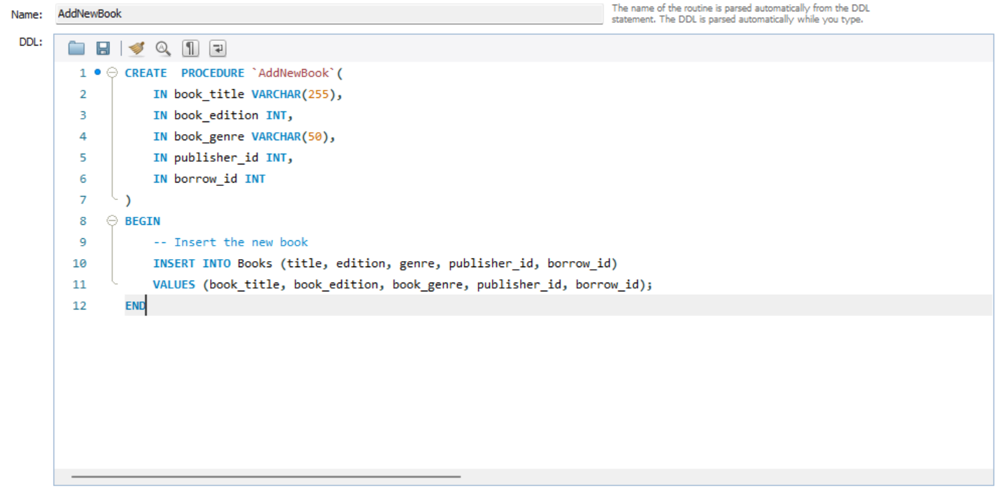 Name: AddNewBook
The name of the routine is parsed automatically from the DDL
statement. The DDL is parsed automatically while you type.
DDL:
1 CREATE  PROCEDURE `AddNewBook`(
2     IN book_title VARCHAR(255),
3     IN book_edition INT,
4     IN book_genre VARCHAR(50),
5     IN publisher_id INT,
6     IN borrow_id INT
7 )
8 BEGIN
9     -- Insert the new book
10     INSERT INTO Books (title, edition, genre, publisher_id, borrow_id)
11     VALUES (book_title, book_edition, book_genre, publisher_id, borrow_id);
12 END